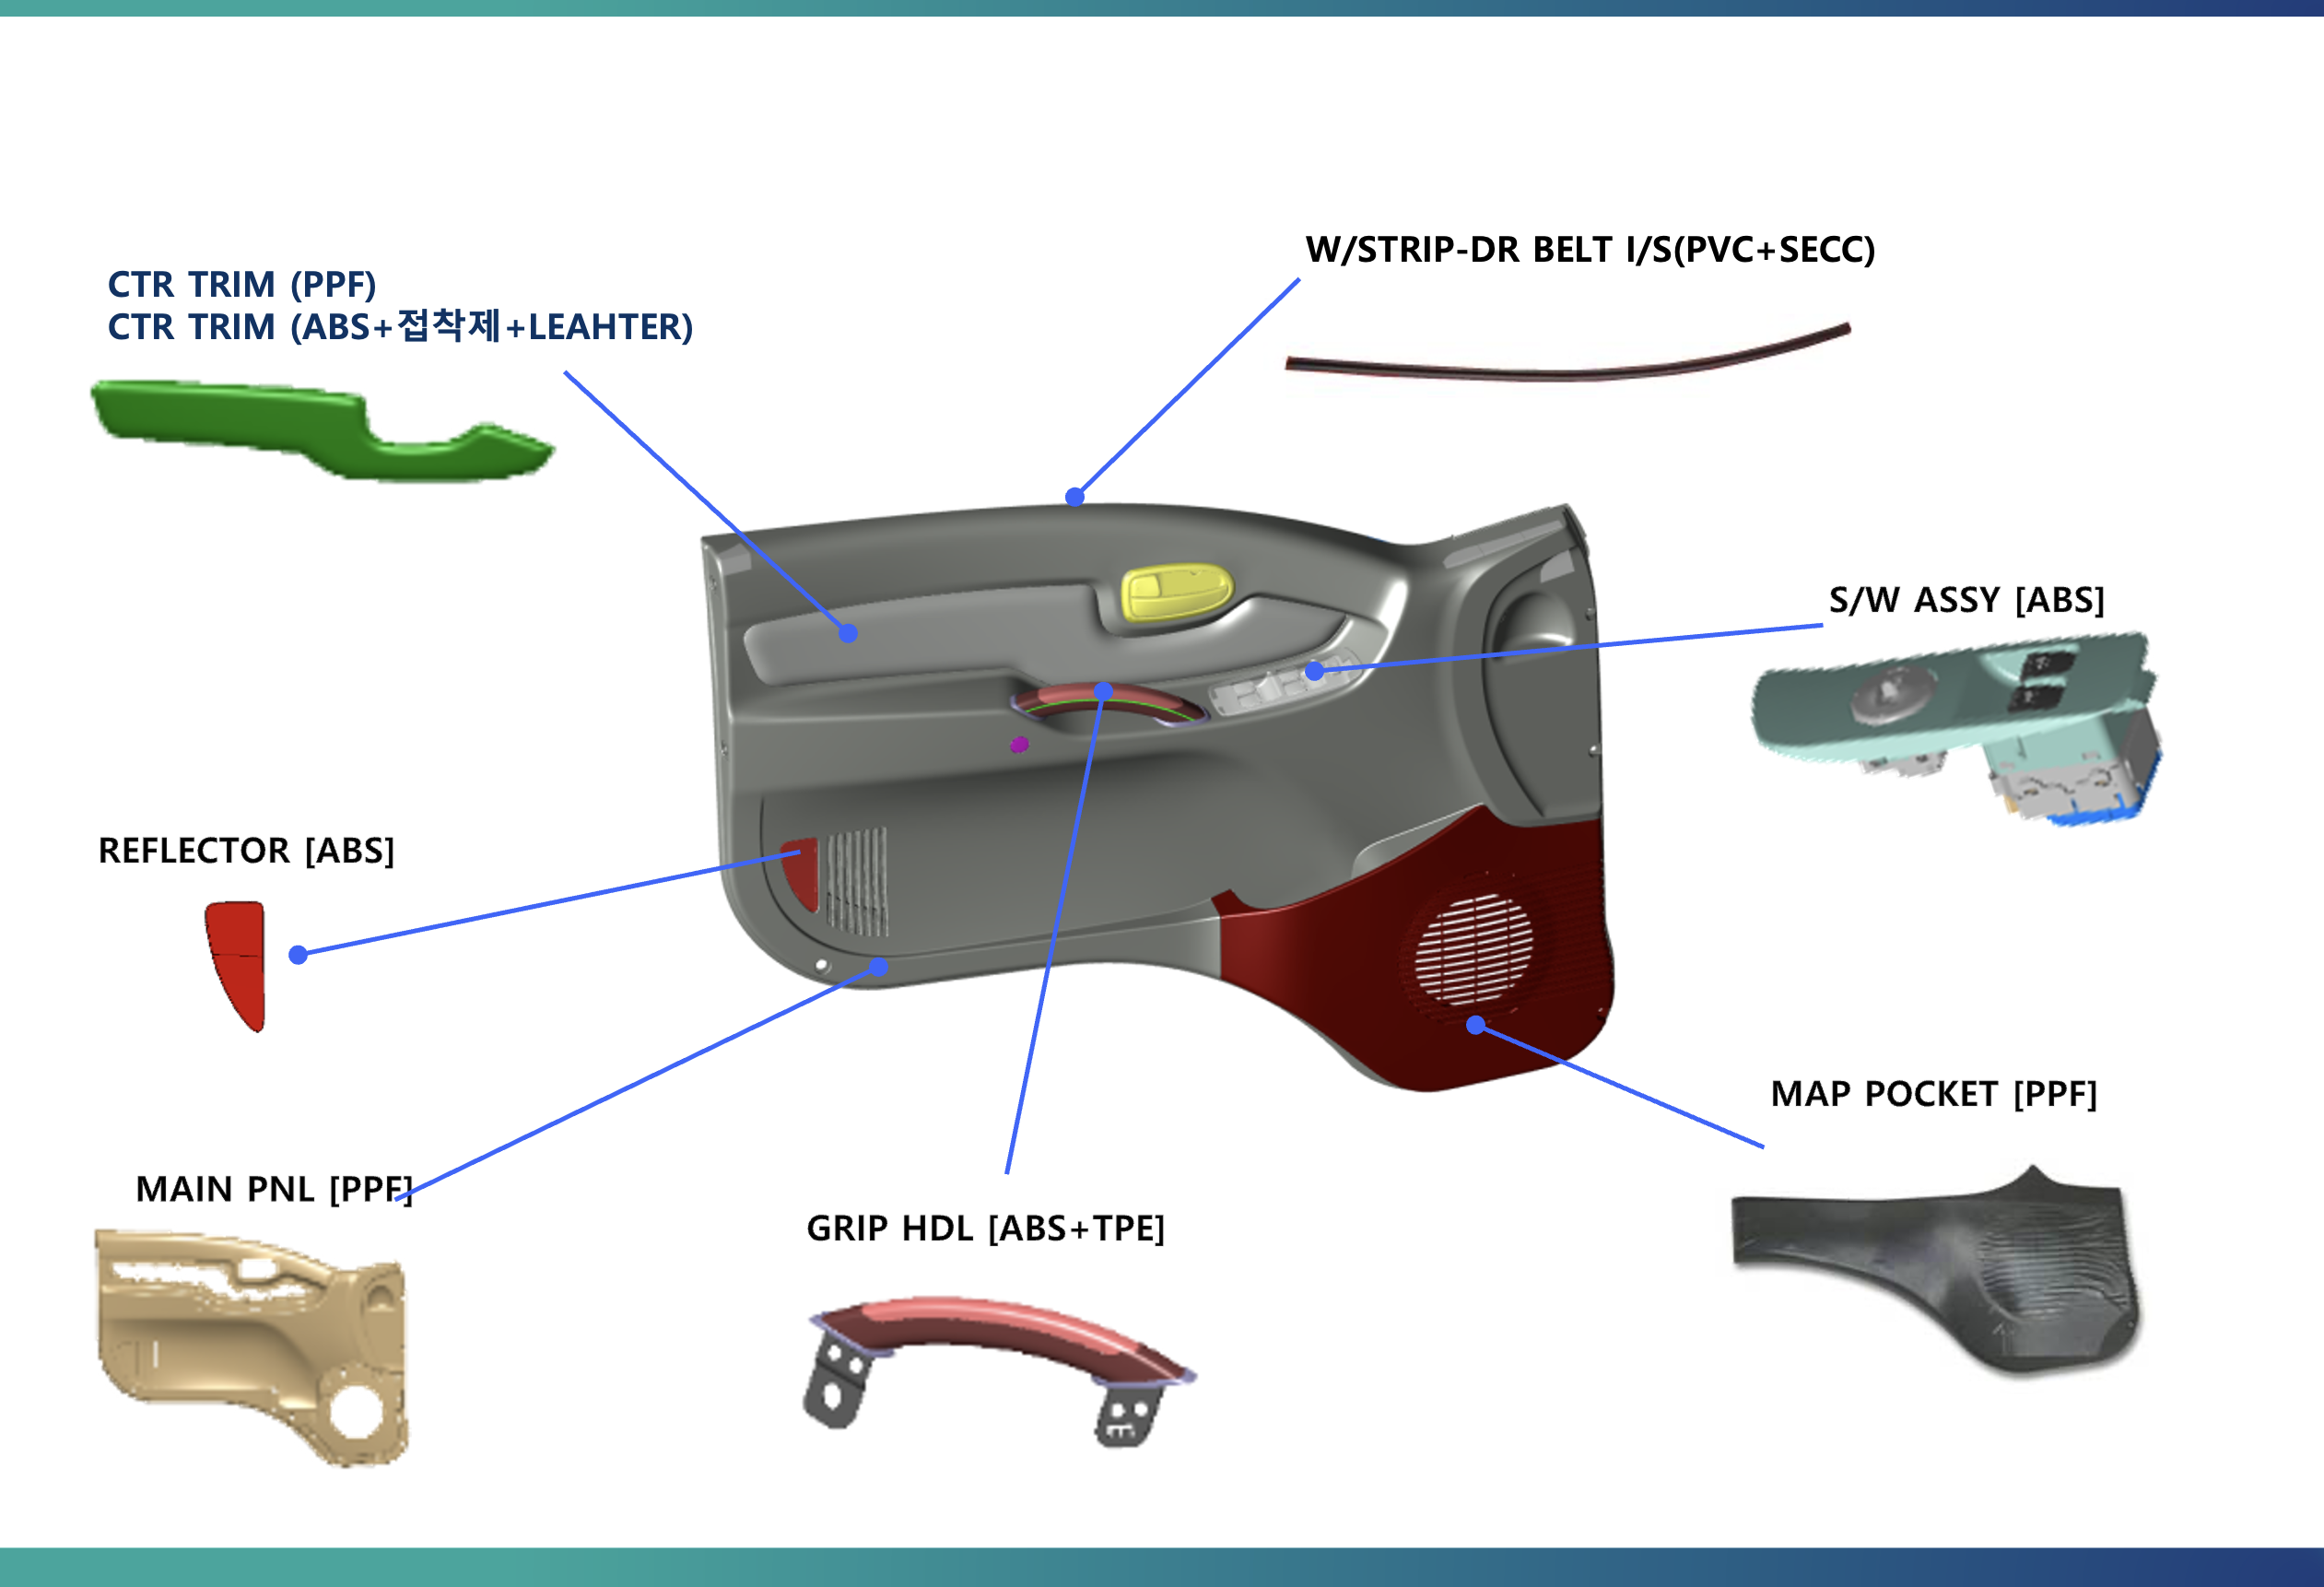 W/STRIP-DR BELT I/S(PVC+SECC)
CTR TRIM (PPF)
CTR TRIM (ABS+접착제+LEAHTER)
S/W ASSY [ABS]
REFLECTOR [ABS]
MAP POCKET [PPF]
MAIN PNL [PPF]
GRIP HDL [ABS+TPE]